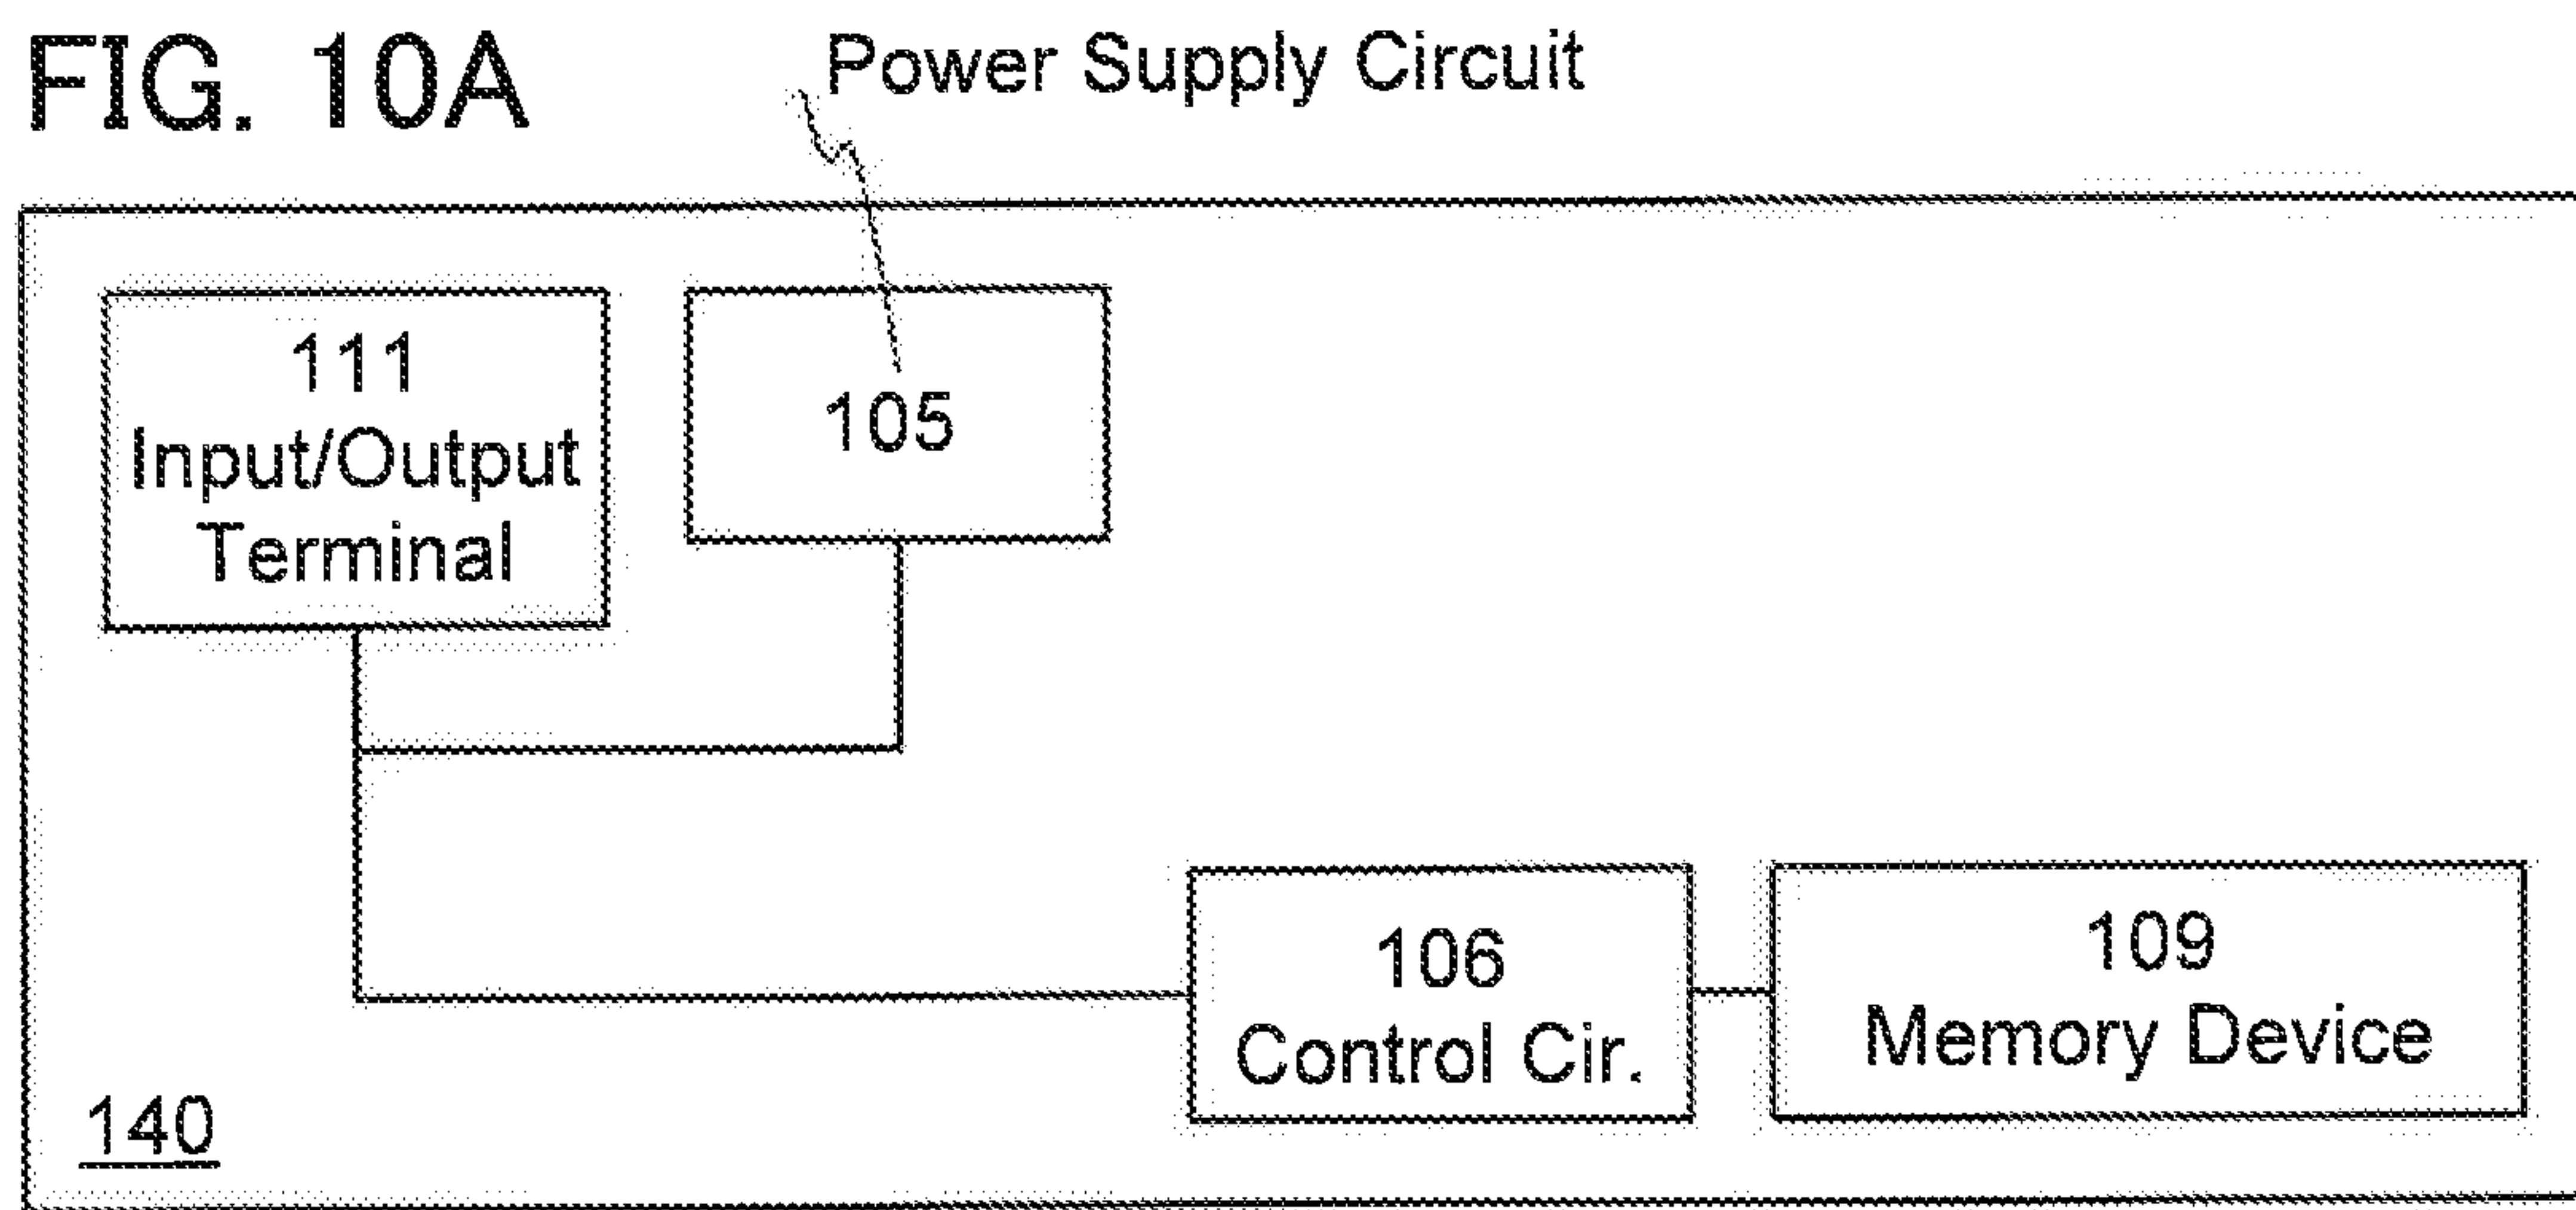 FIG. 10A
Power Supply Circuit
111
Input/Output
Terminal
105
106
Control Cir.
109
Memory Device
140